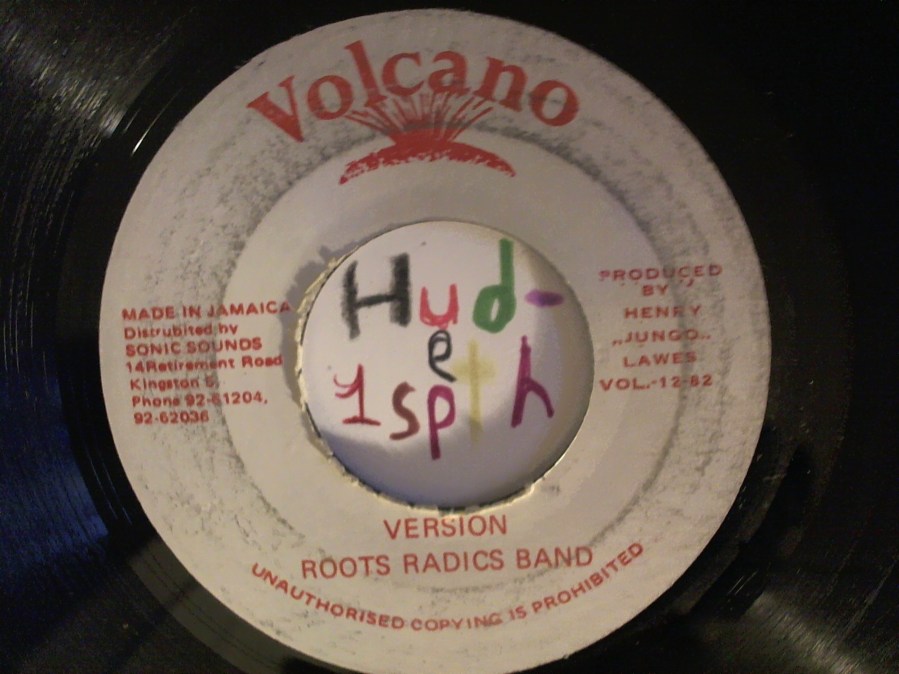 Volcano
MADE IN JAMAICA
Distrubited by
SONIC SOUNDS
14Retirement Road
Kingston 5,
Phone 92-61204,
92-62036
Hud-
e
1spth
PRODUCED
BY
HENRY
,,JUNGO,,
LAWES
VOL.-12-82
VERSION
ROOTS RADICS BAND
UNAUTHORISED COPYING IS PROHIBITED